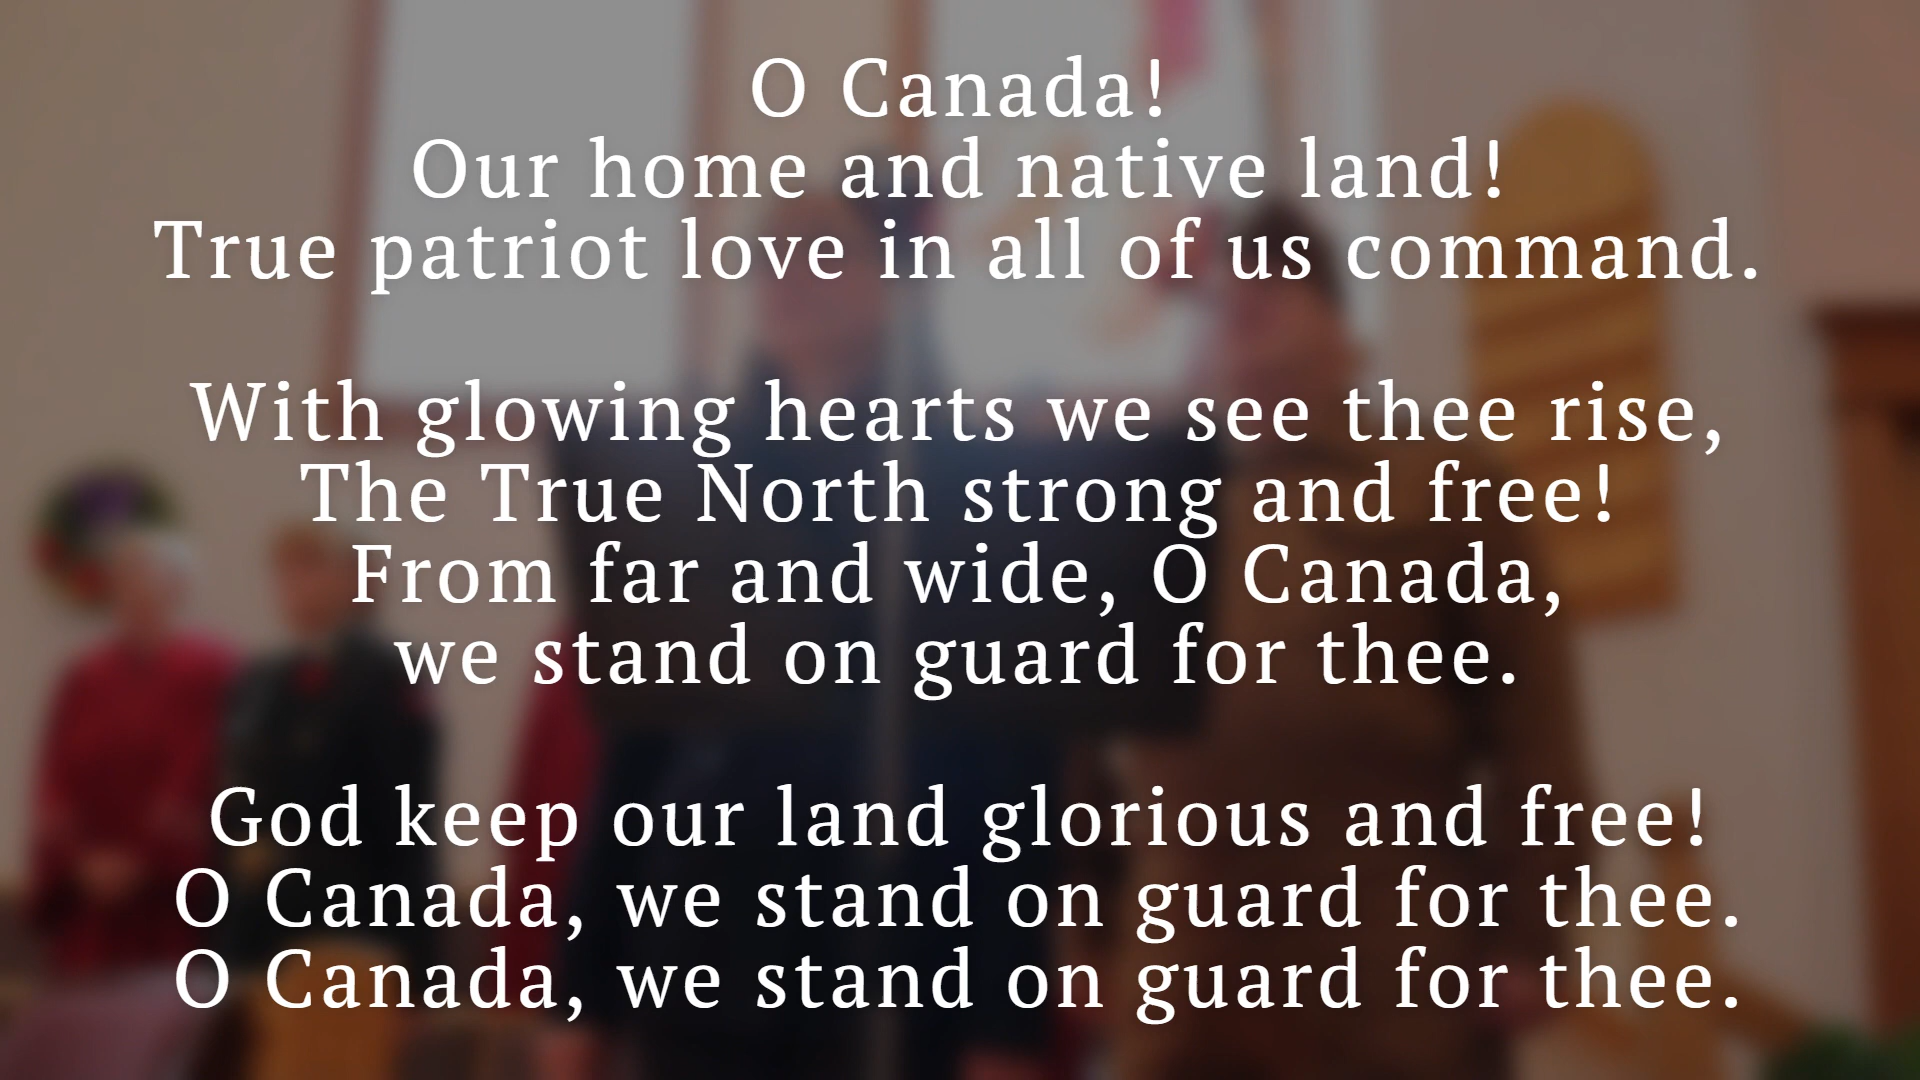 O Canada!
Our home and native land!
True patriot love in all of us command.
With glowing hearts we see thee rise,
The True North strong and free!
From far and wide, O Canada,
we stand on guard for thee.
God keep our land glorious and free!
O Canada, we stand on guard for thee.
O Canada, we stand on guard for thee.